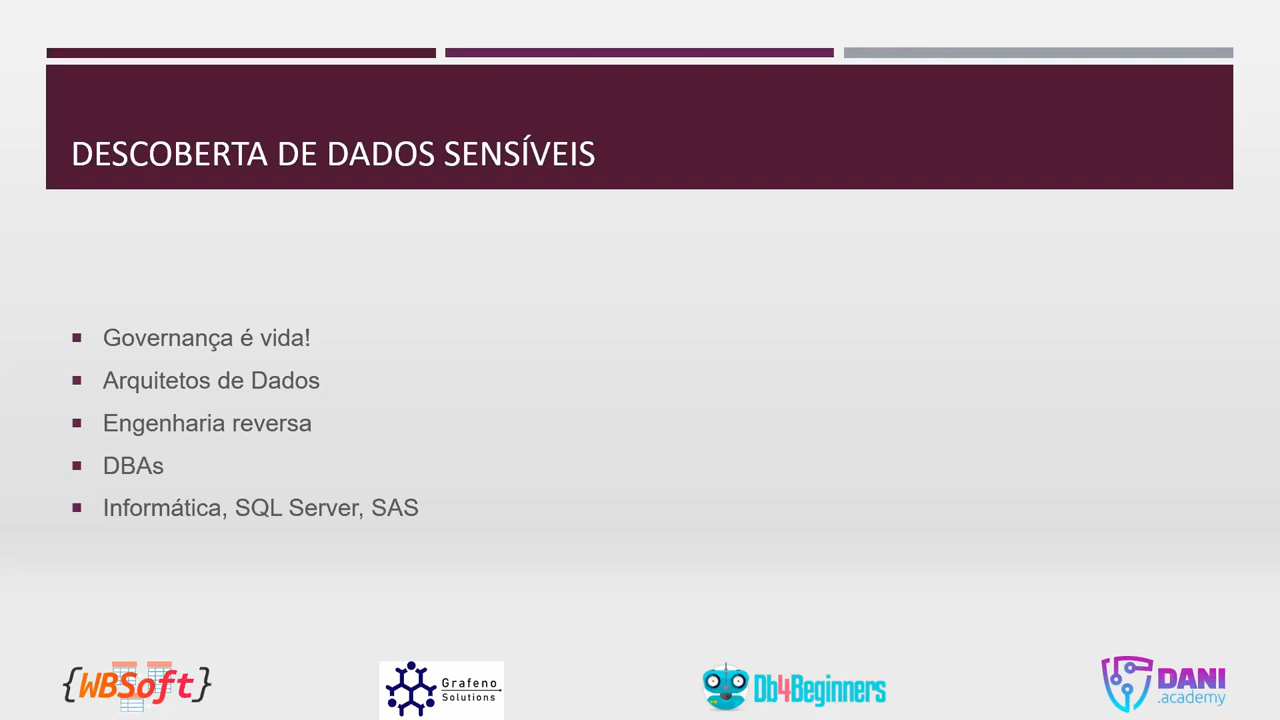 DESCOBERTA DE DADOS SENSÍVEIS
Governança é vida!
Arquitetos de Dados
Engenharia reversa
DBAs
Informática, SQL Server, SAS
{WBSoft}
Grafeno
Solutions
Db4Beginners
DANI
.academy